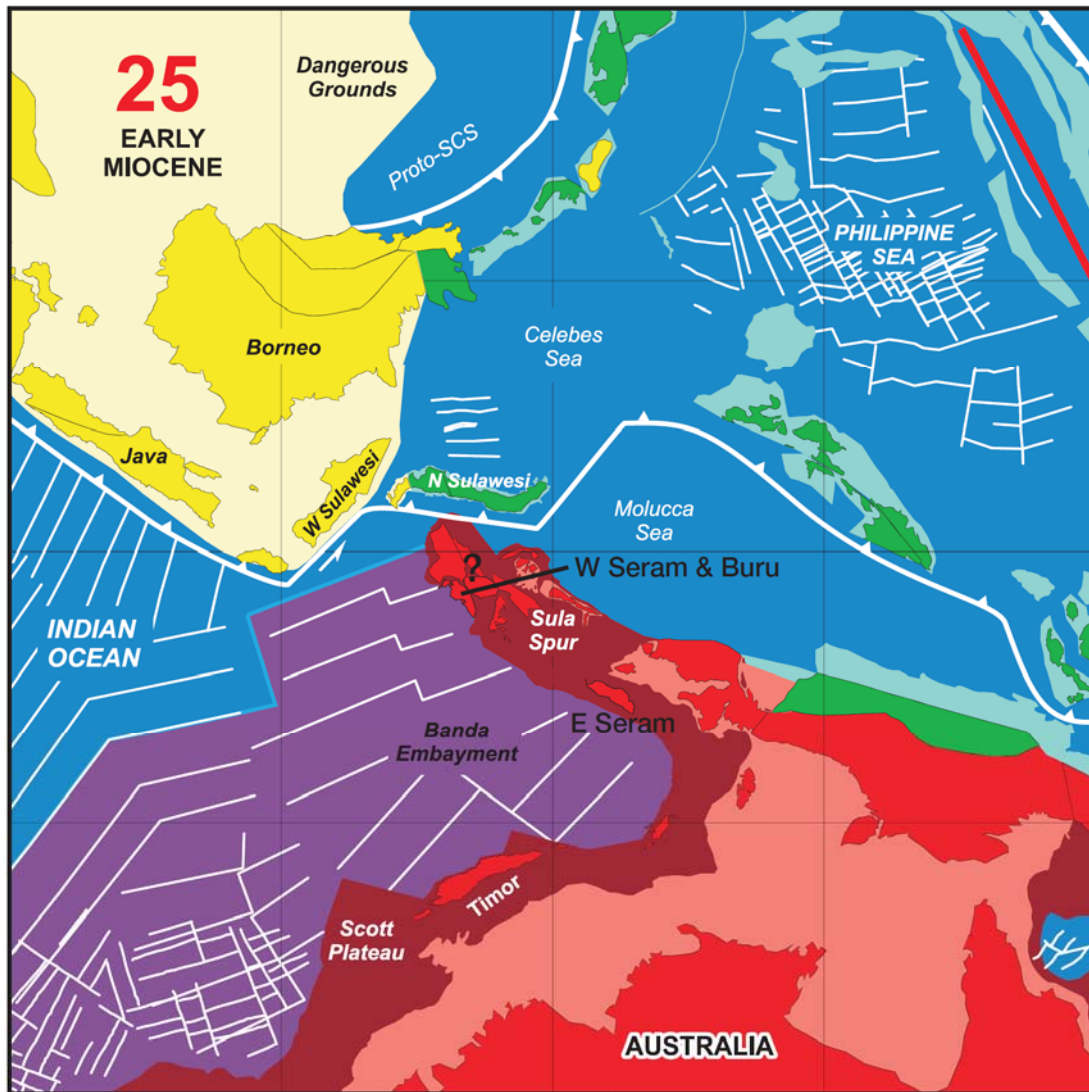 25
EARLY
MIOCENE
Dangerous
Grounds
Proto-SCS
PHILIPPINE
SEA
Borneo
Celebes
Sea
Java
W Sulawesi
N Sulawesi
Molucca
Sea
?
W Seram & Buru
INDIAN
OCEAN
Sula
Spur
E Seram
Banda
Embayment
Timor
Scott
Plateau
AUSTRALIA